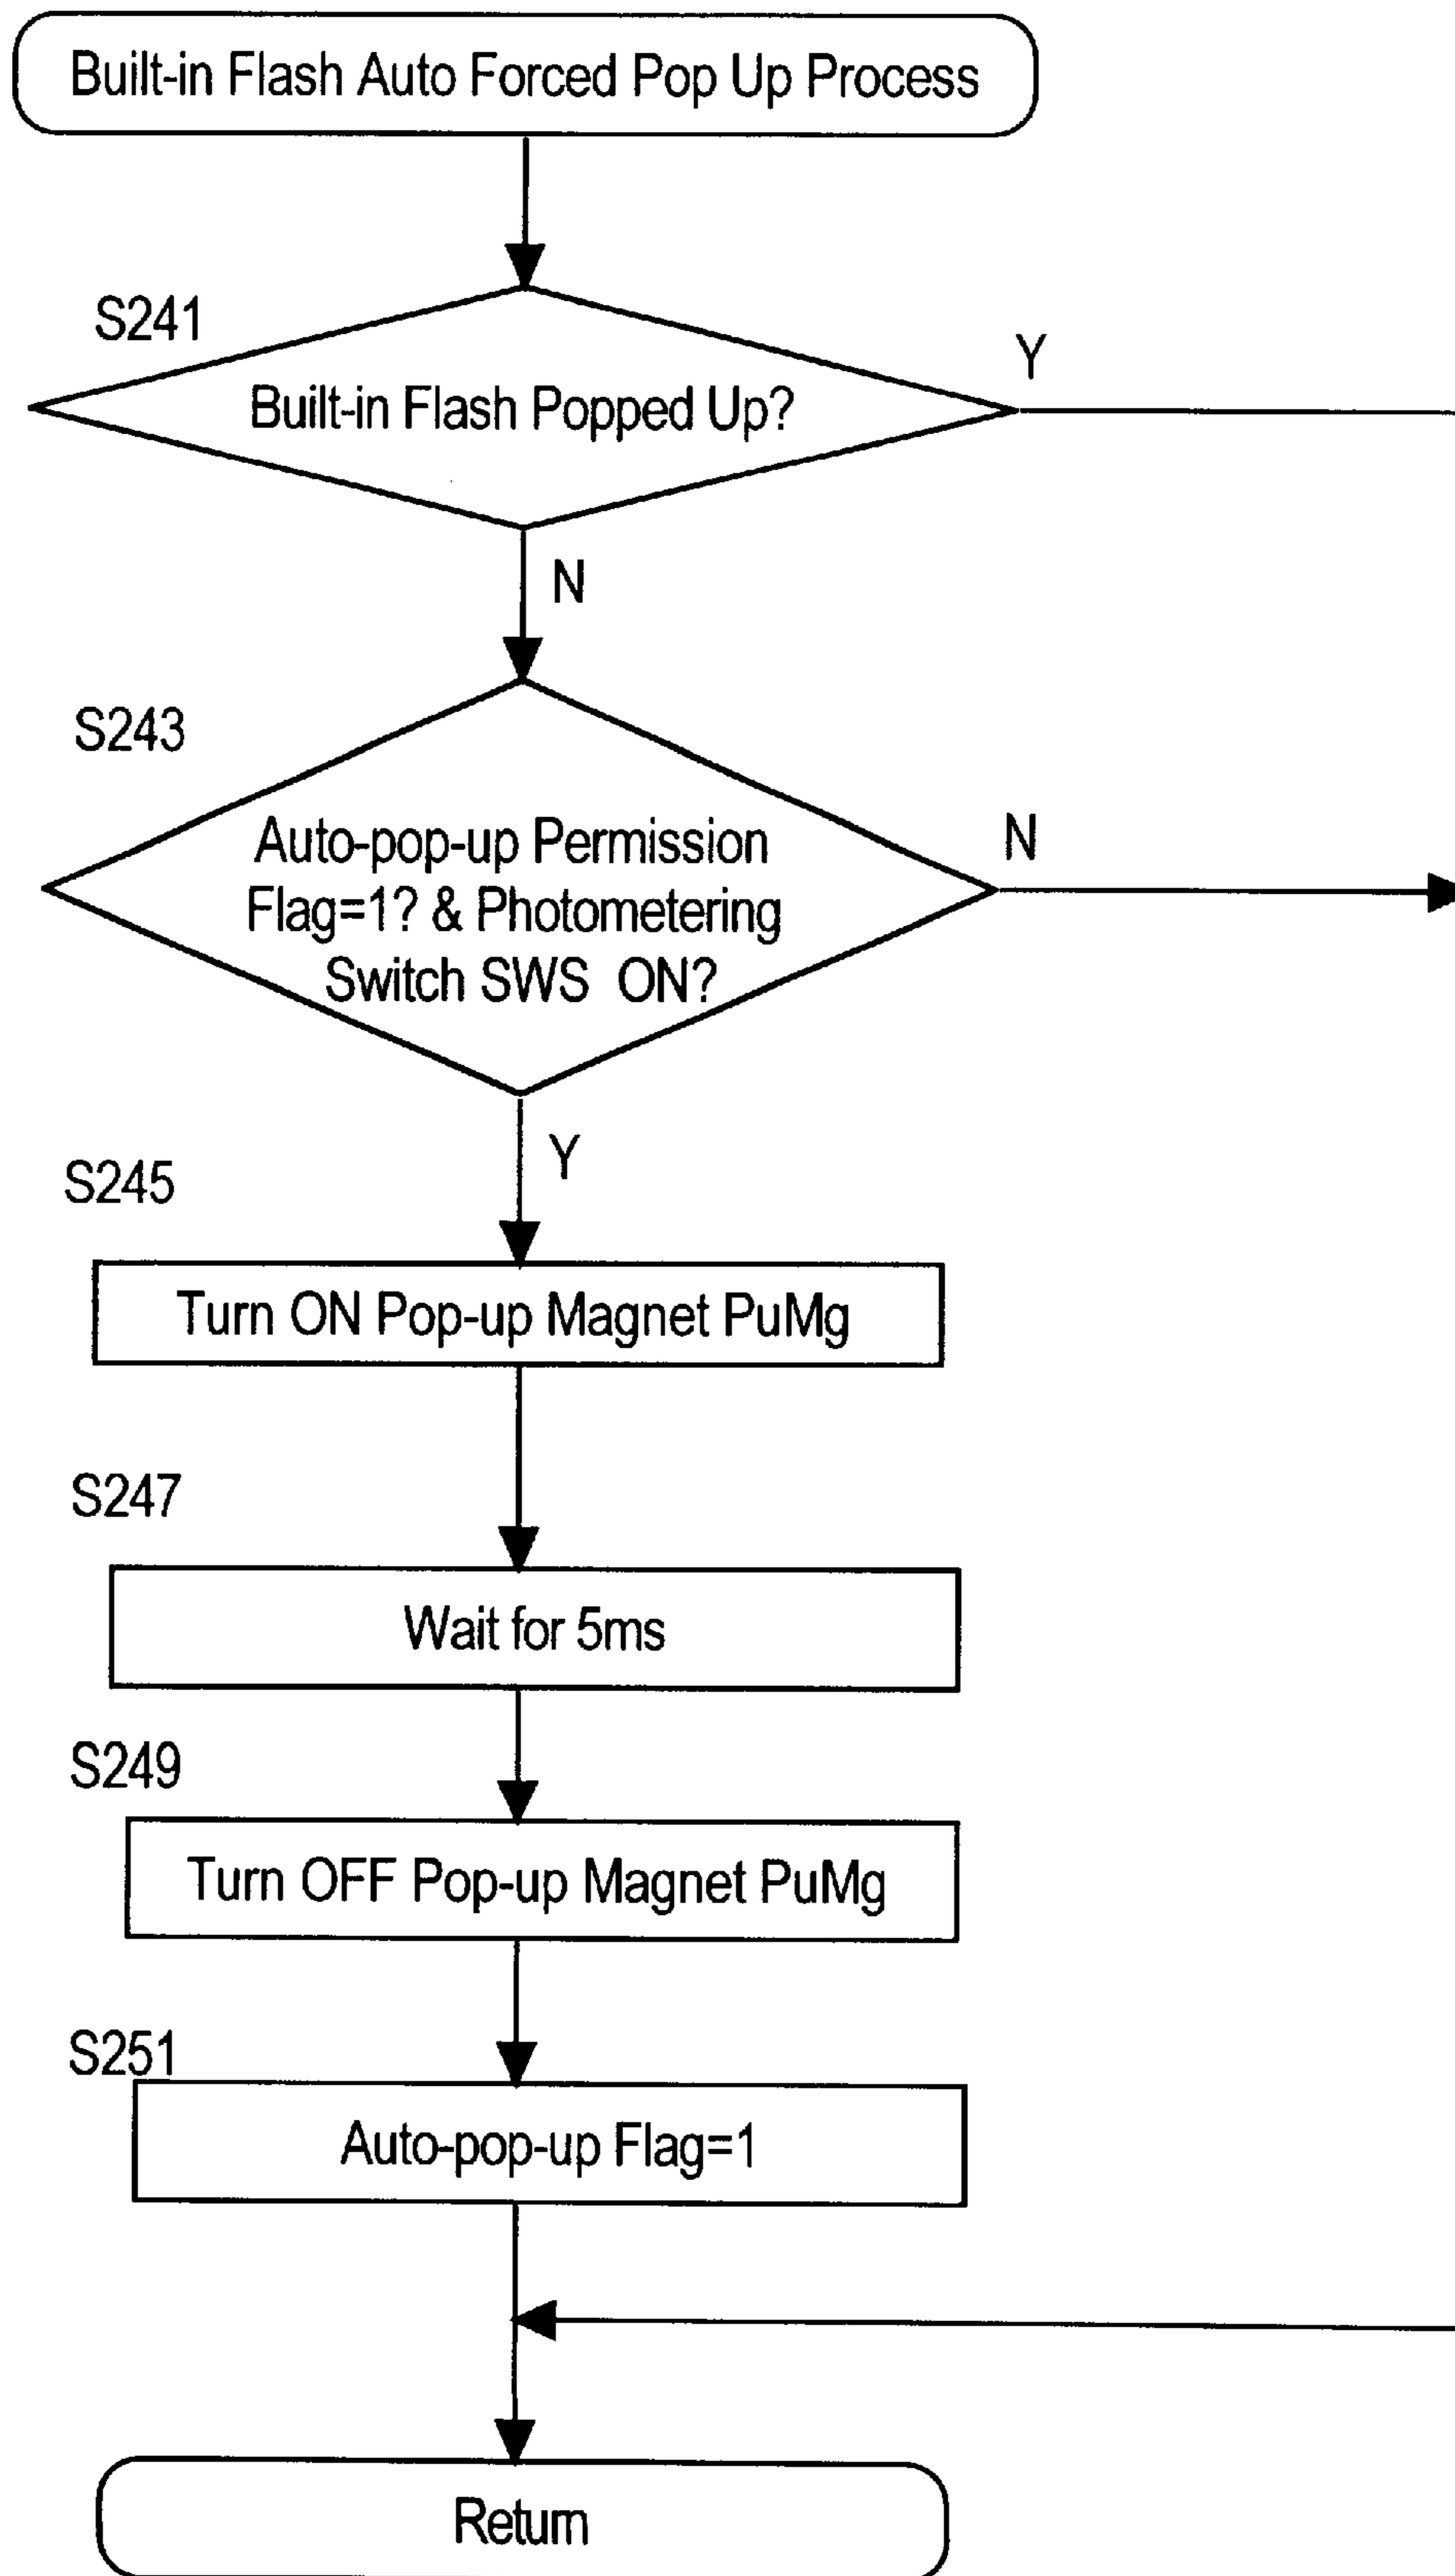 Built-in Flash Auto Forced Pop Up Process
S241
Y
Built-in Flash Popped Up?
N
S243
Auto-pop-up Permission
N
Flag=1? & Photometering
Switch SWS ON?
Y
S245
Turn ON Pop-up Magnet PuMg
S247
Wait for 5ms
S249
Turn OFF Pop-up Magnet PuMg
S251
Auto-pop-up Flag=1
Return